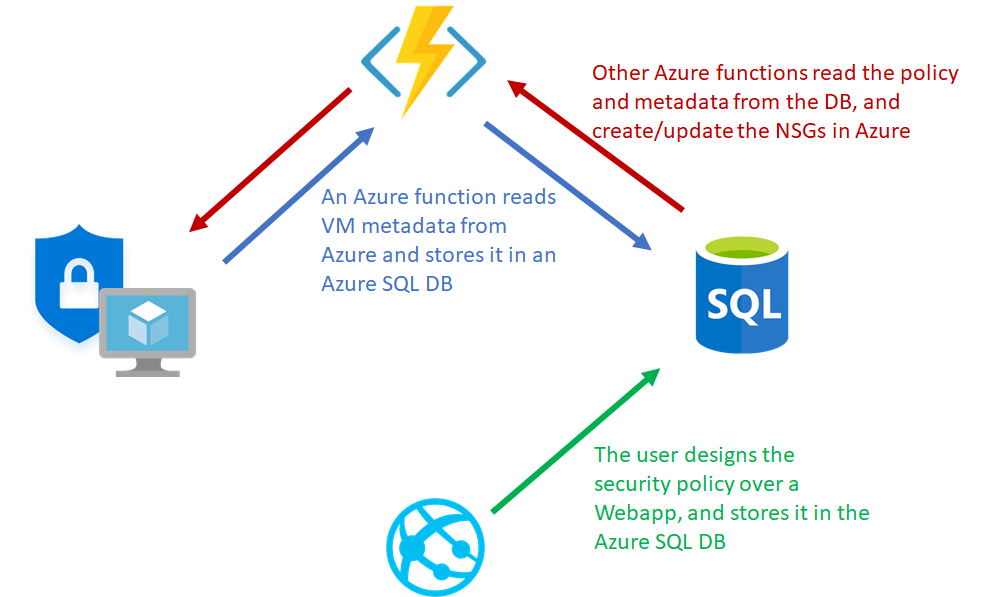 Other Azure functions read the policy
and metadata from the DB, and
create/update the NSGs in Azure
An Azure function reads
VM metadata from
Azure and stores it in an
Azure SQL DB
SQL
The user designs the
security policy over a
Webapp, and stores it in the
Azure SQL DB